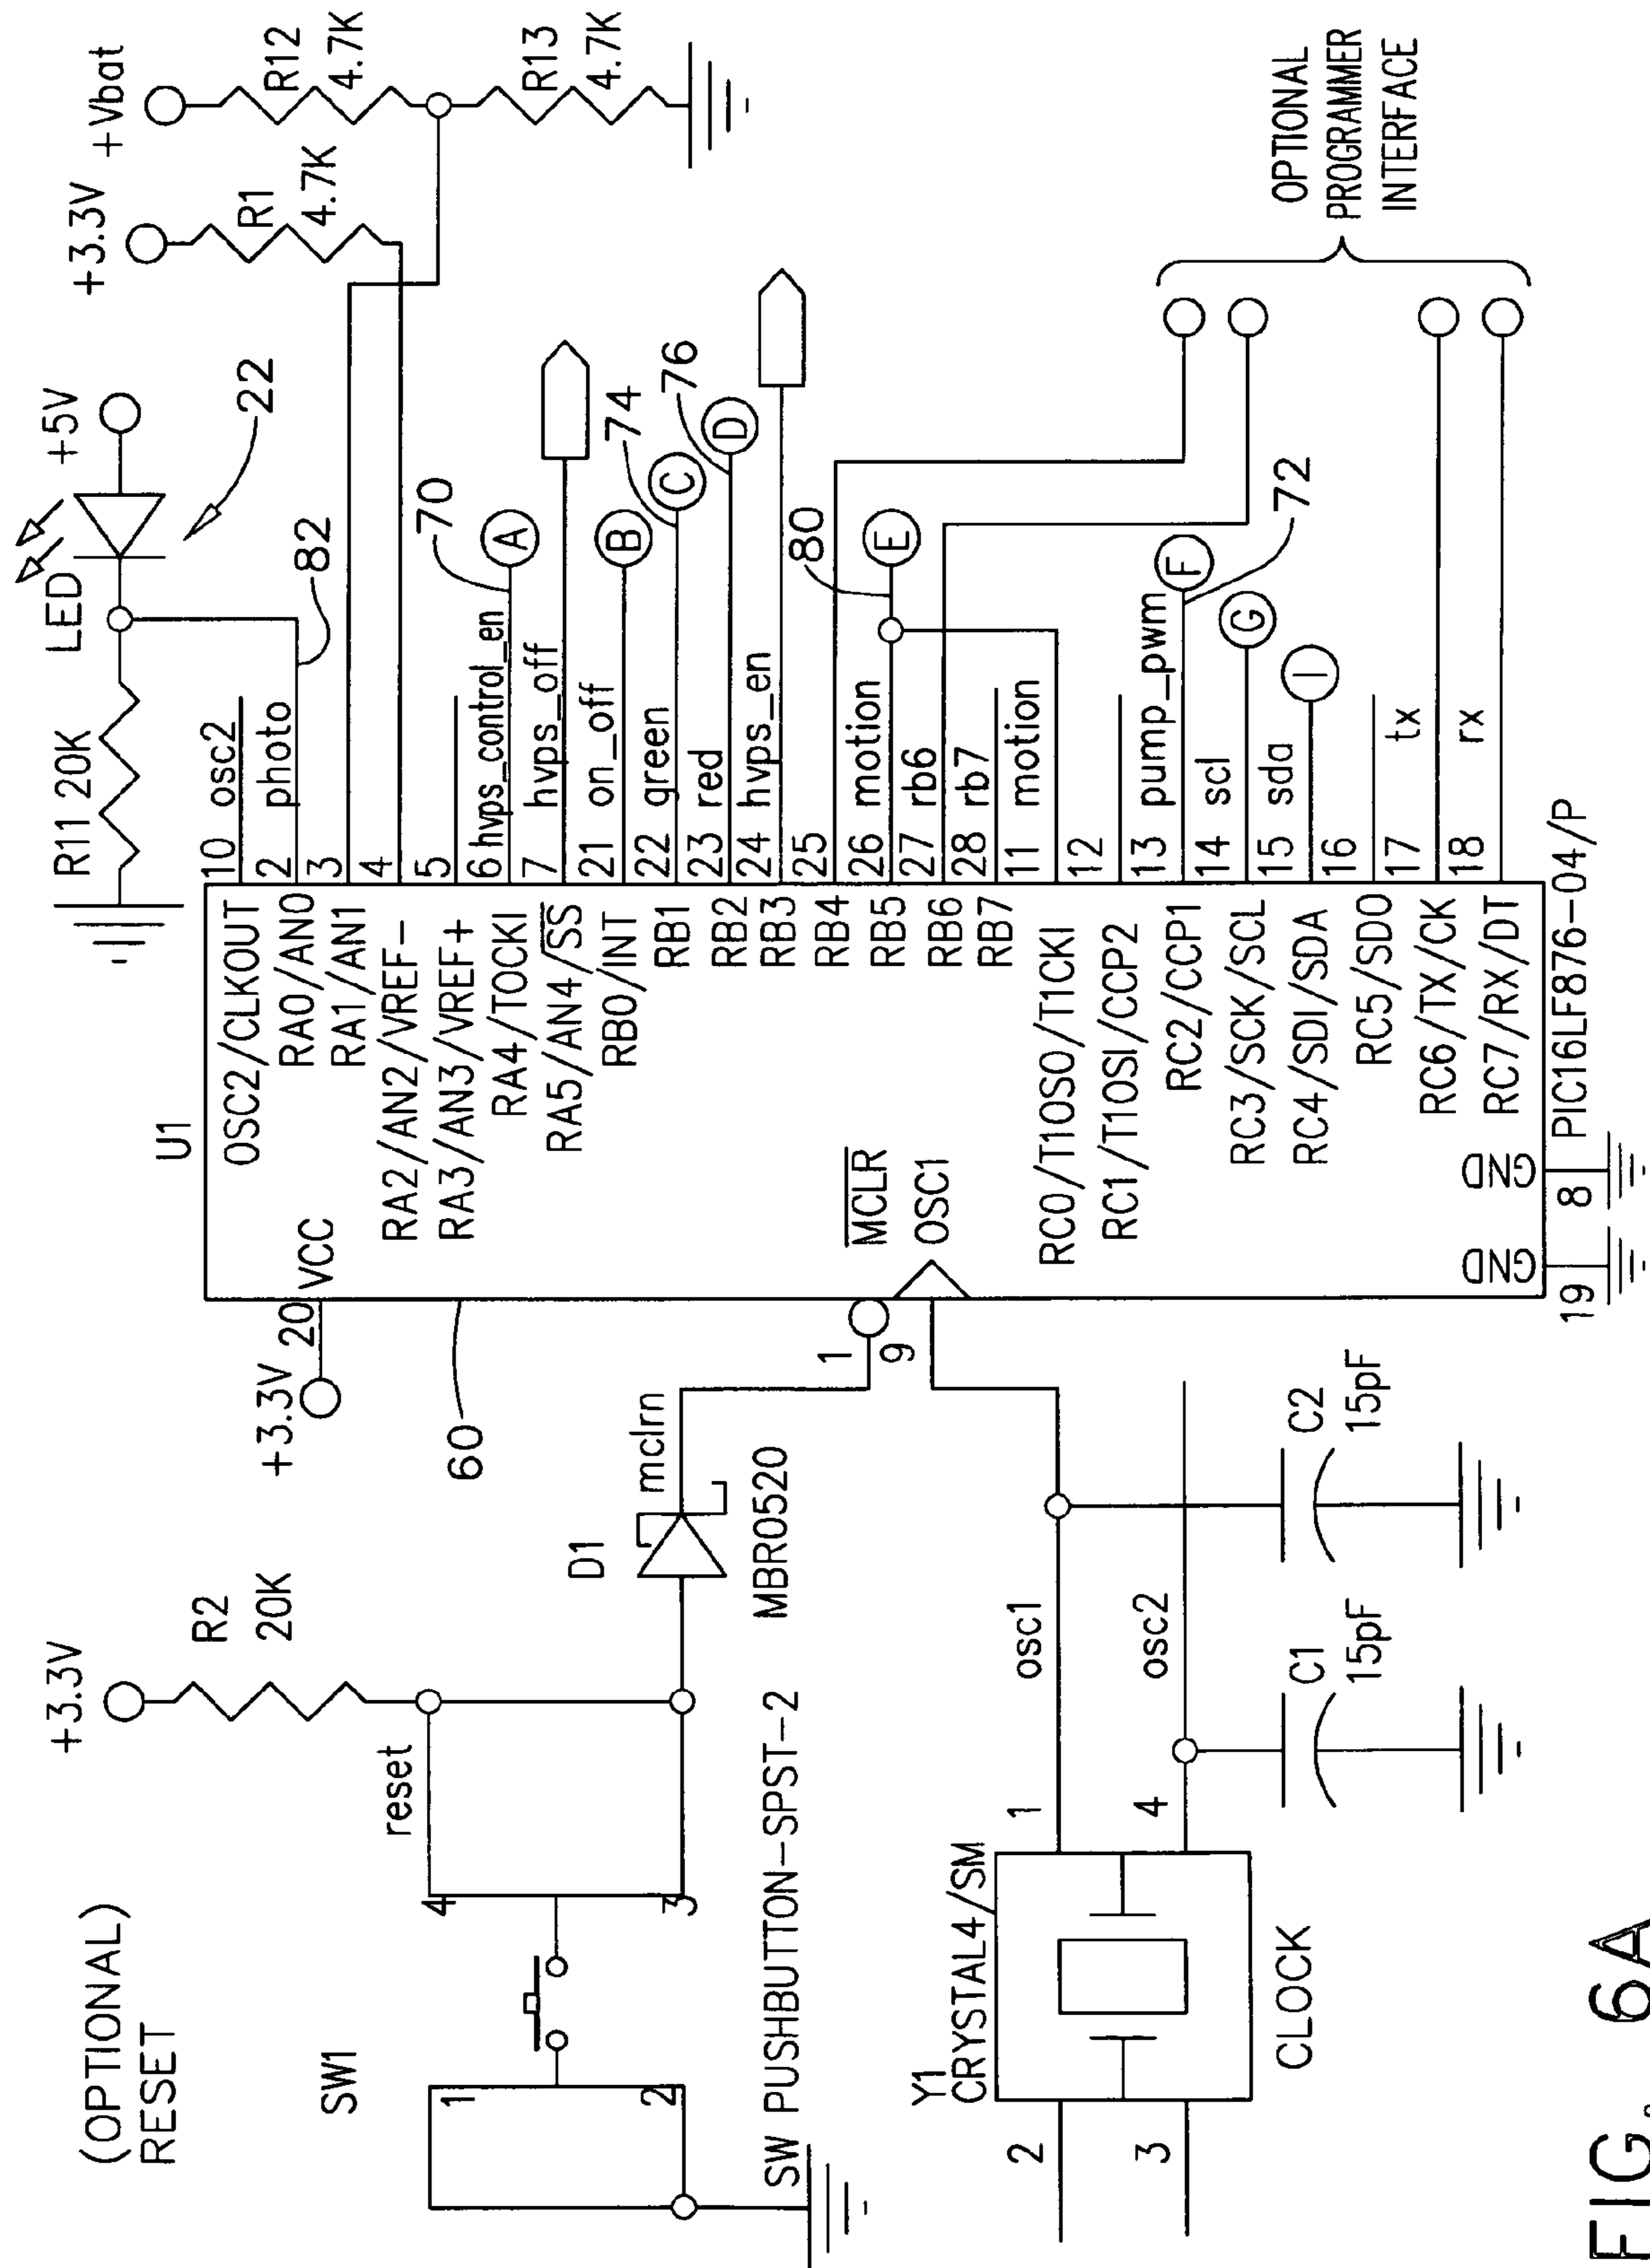 (OPTIONAL)
RESET
+3.3V
R2
20K
SW1
1
2
4
3
reset
D1
mclrn
MBR0520
SW PUSHBUTTON-SPST-2
Y1
CRYSTAL4/SM
2
3
1
4
CLOCK
osc1
osc2
C1
15pF
C2
15pF
+3.3V
20
VCC
60
1
9
U1
MCLR
OSC1
OSC2/CLKOUT
RA0/AN0
RA1/AN1
RA2/AN2/VREF-
RA3/AN3/VREF+
RA4/TOCKI
RA5/AN4/SS
RB0/INT
RB1
RB2
RB3
RB4
RB5
RB6
RB7
RC0/T1OSO/T1CKI
RC1/T1OSI/CCP2
RC2/CCP1
RC3/SCK/SCL
RC4/SDI/SDA
RC5/SDO
RC6/TX/CK
RC7/RX/DT
GND
GND
19
8
PIC16LF876-04/P
10 osc2
2 photo
3
4
5
6 hvps_control_en
7 hvps_off
21 on_off
22 green
23 red
24 hvps_en
25
26 motion
27 rb6
28 rb7
11 motion
12
13 pump_pwm
14 scl
15 sda
16
17 tx
18 rx
R11 20K
LED
+5V
22
82
70
A
B
74
C
76
D
80
E
F
72
G
I
+3.3V
R1
4.7K
+Vbat
R12
4.7K
R13
4.7K
OPTIONAL
PROGRAMMER
INTERFACE
FIG. 6A